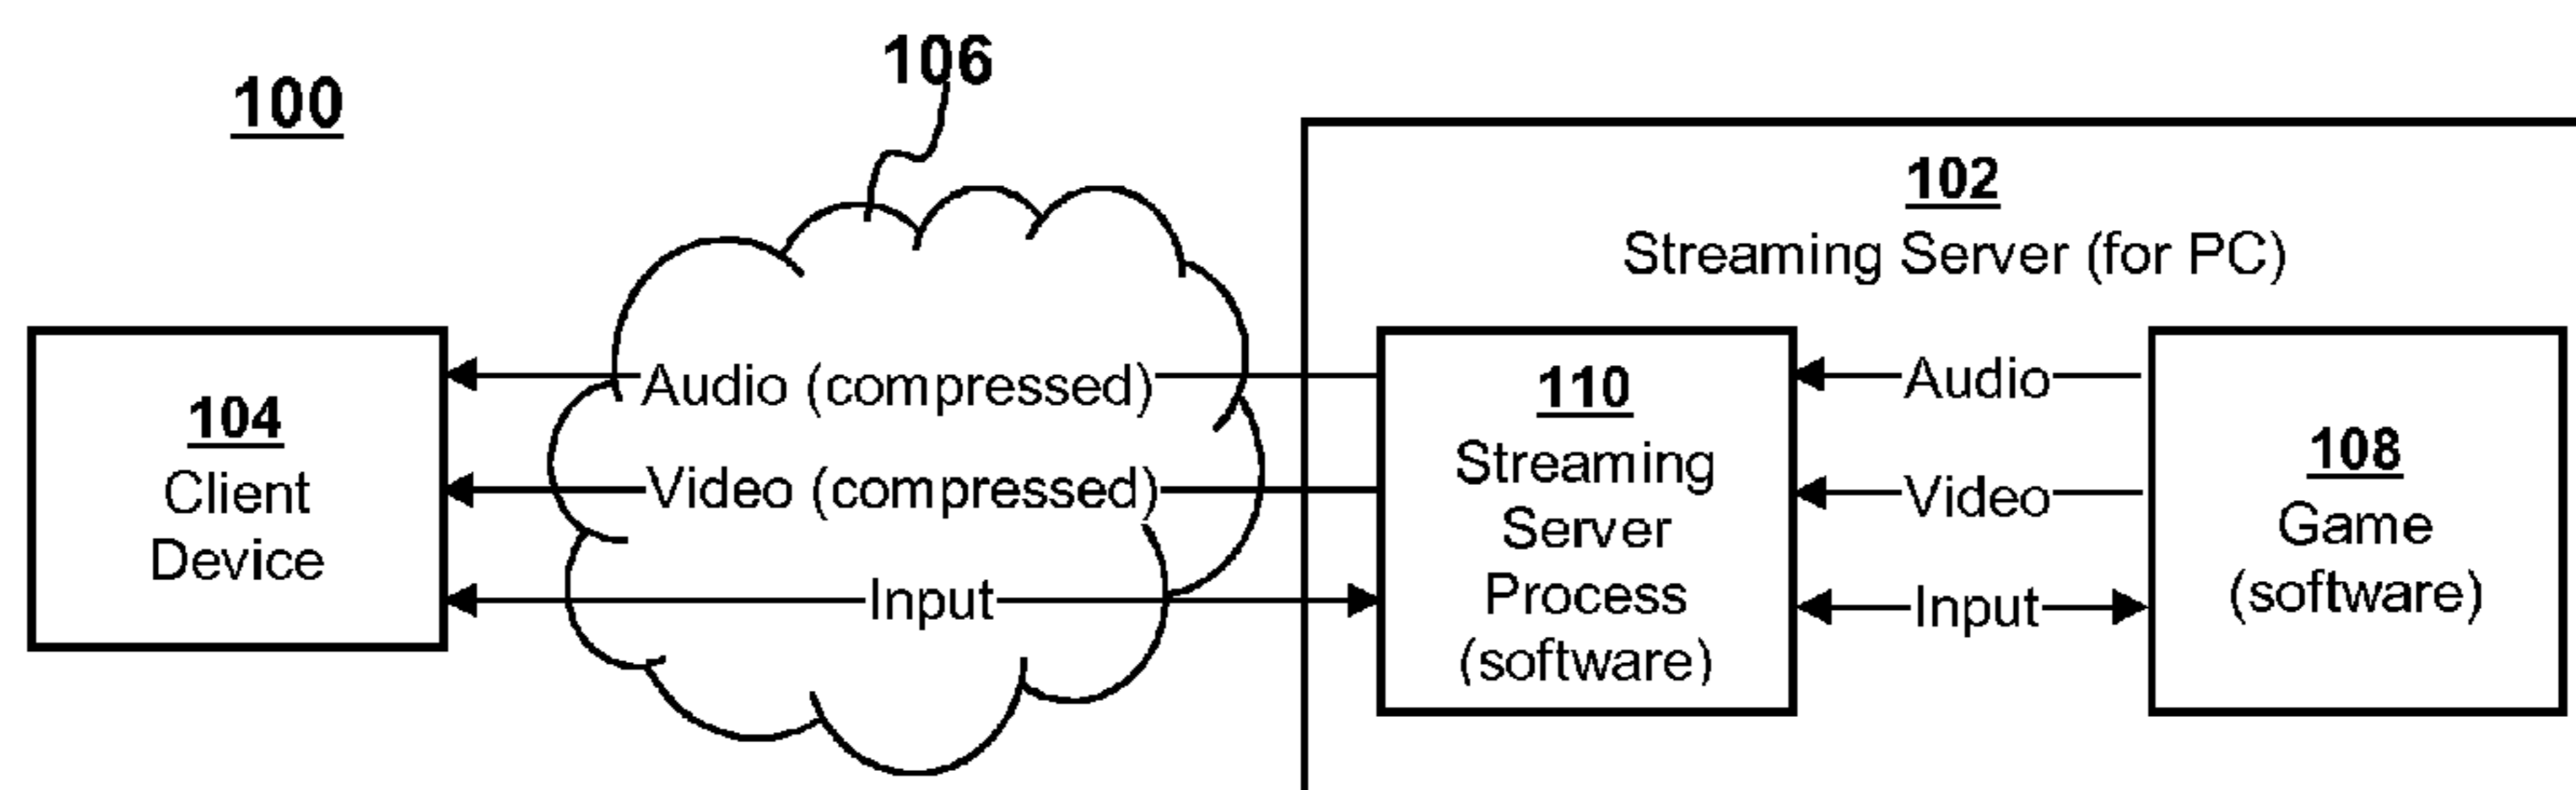 100
106
102
Streaming Server (for PC)
104
Client
Device
Audio (compressed)
Video (compressed)
Input
110
Streaming
Server
Process
(software)
Audio
Video
Input
108
Game
(software)